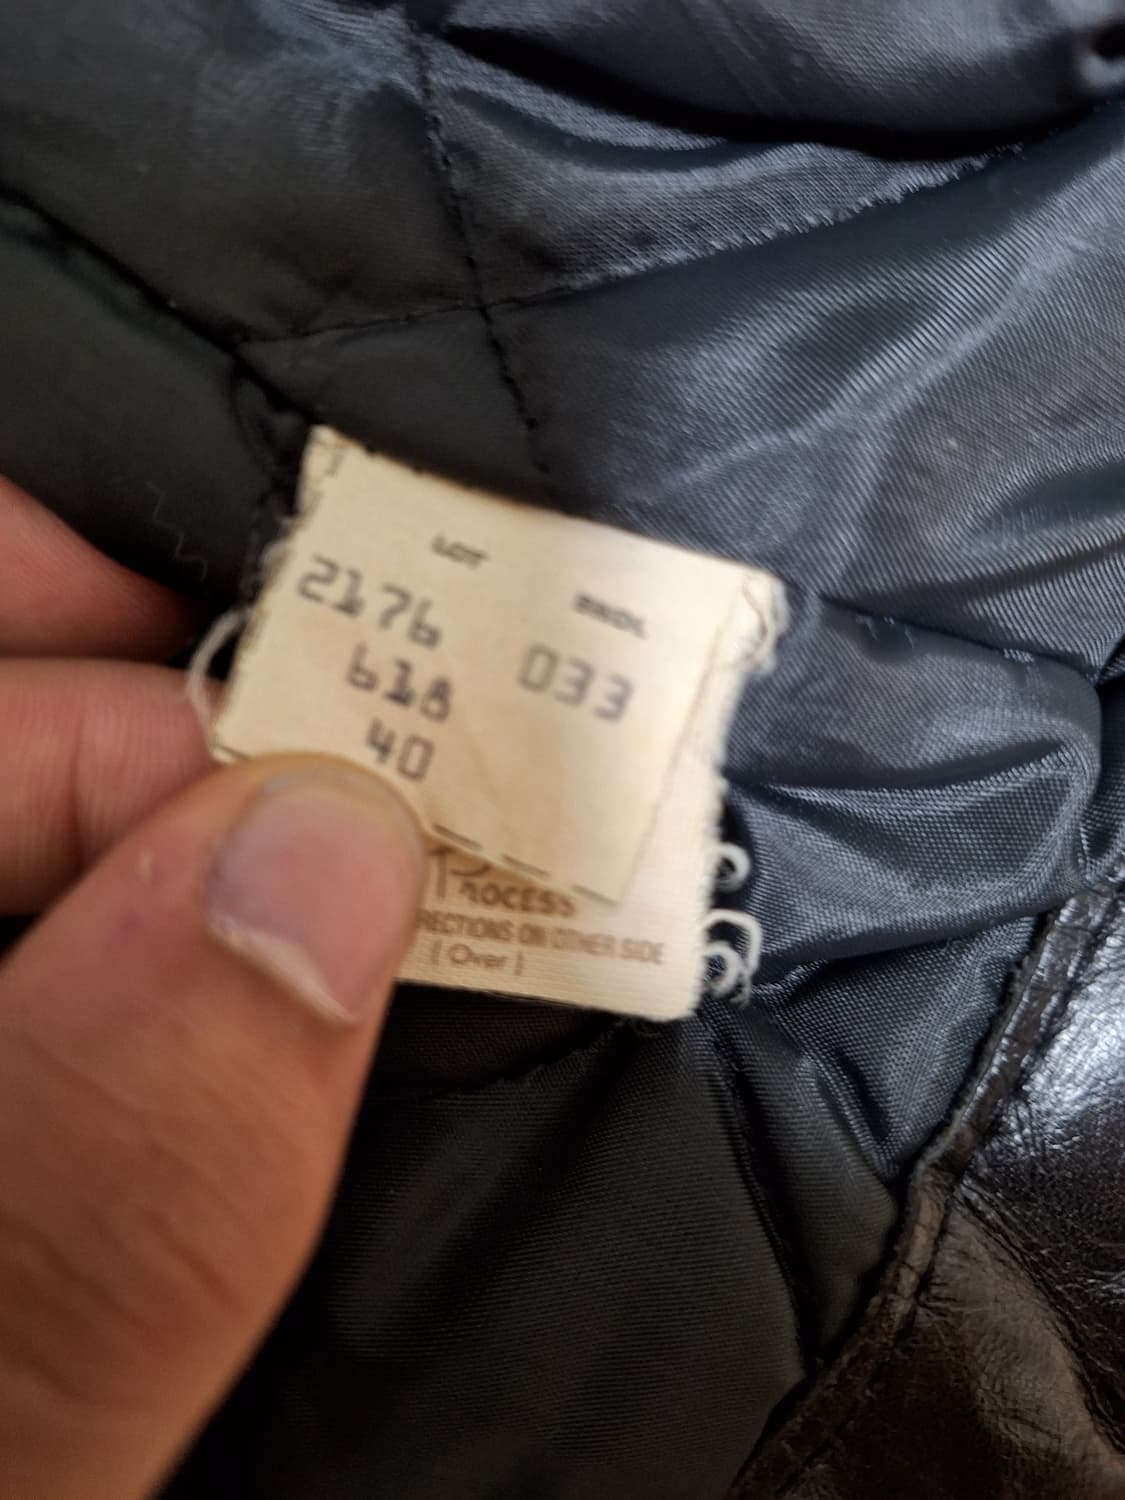 LOT
BNDL
2176
033
618
40
PROCESS
RECTIONS ON OTHER SIDE
( Over )